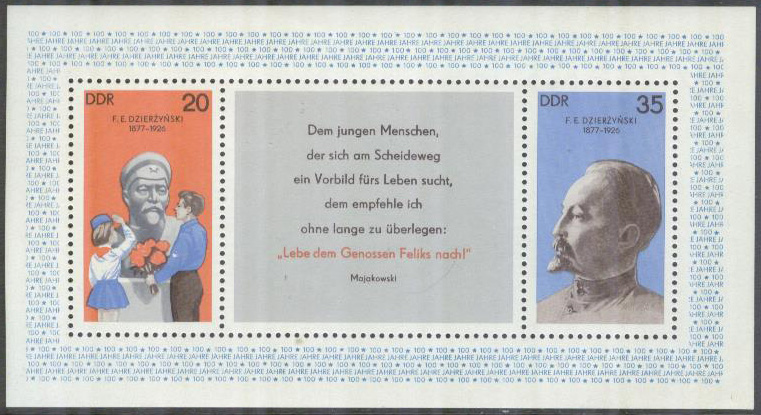 100 ★ JAHRE 100 ★ JAHRE 100 ★ JAHRE
DDR 20
F. E. DZIERŻYŃSKI
1877-1926
Dem jungen Menschen,
der sich am Scheideweg
ein Vorbild fürs Leben sucht,
dem empfehle ich
ohne lange zu überlegen:
„Lebe dem Genossen Feliks nach!“
Majakowski
DDR 35
F. E. DZIERŻYŃSKI
1877-1926